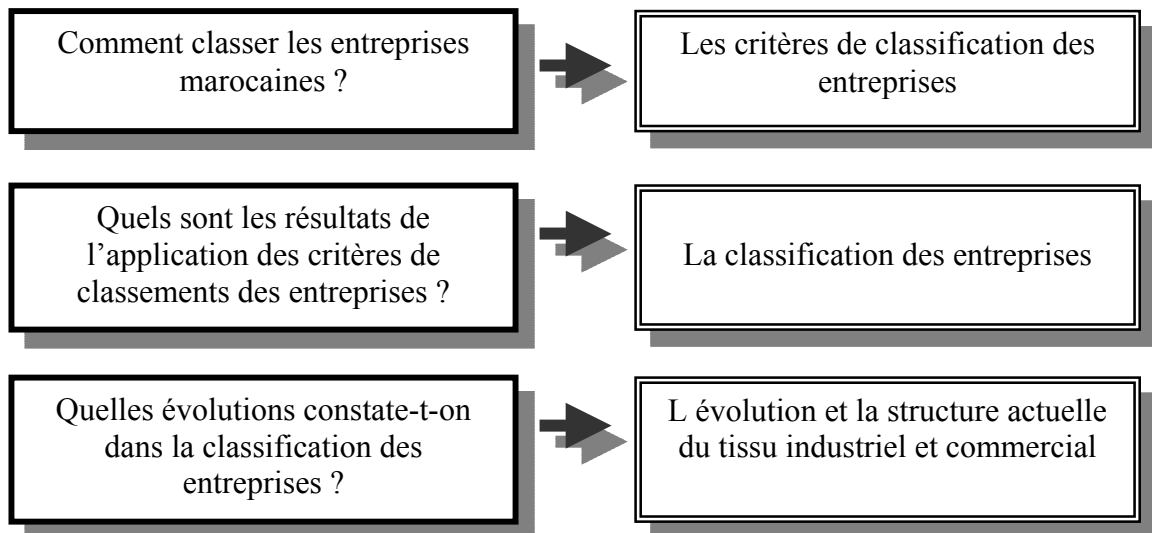 Comment classer les entreprises
marocaines ?
Les critères de classification des
entreprises
Quels sont les résultats de
l’application des critères de
classements des entreprises ?
La classification des entreprises
Quelles évolutions constate-t-on
dans la classification des
entreprises ?
L évolution et la structure actuelle
du tissu industriel et commercial